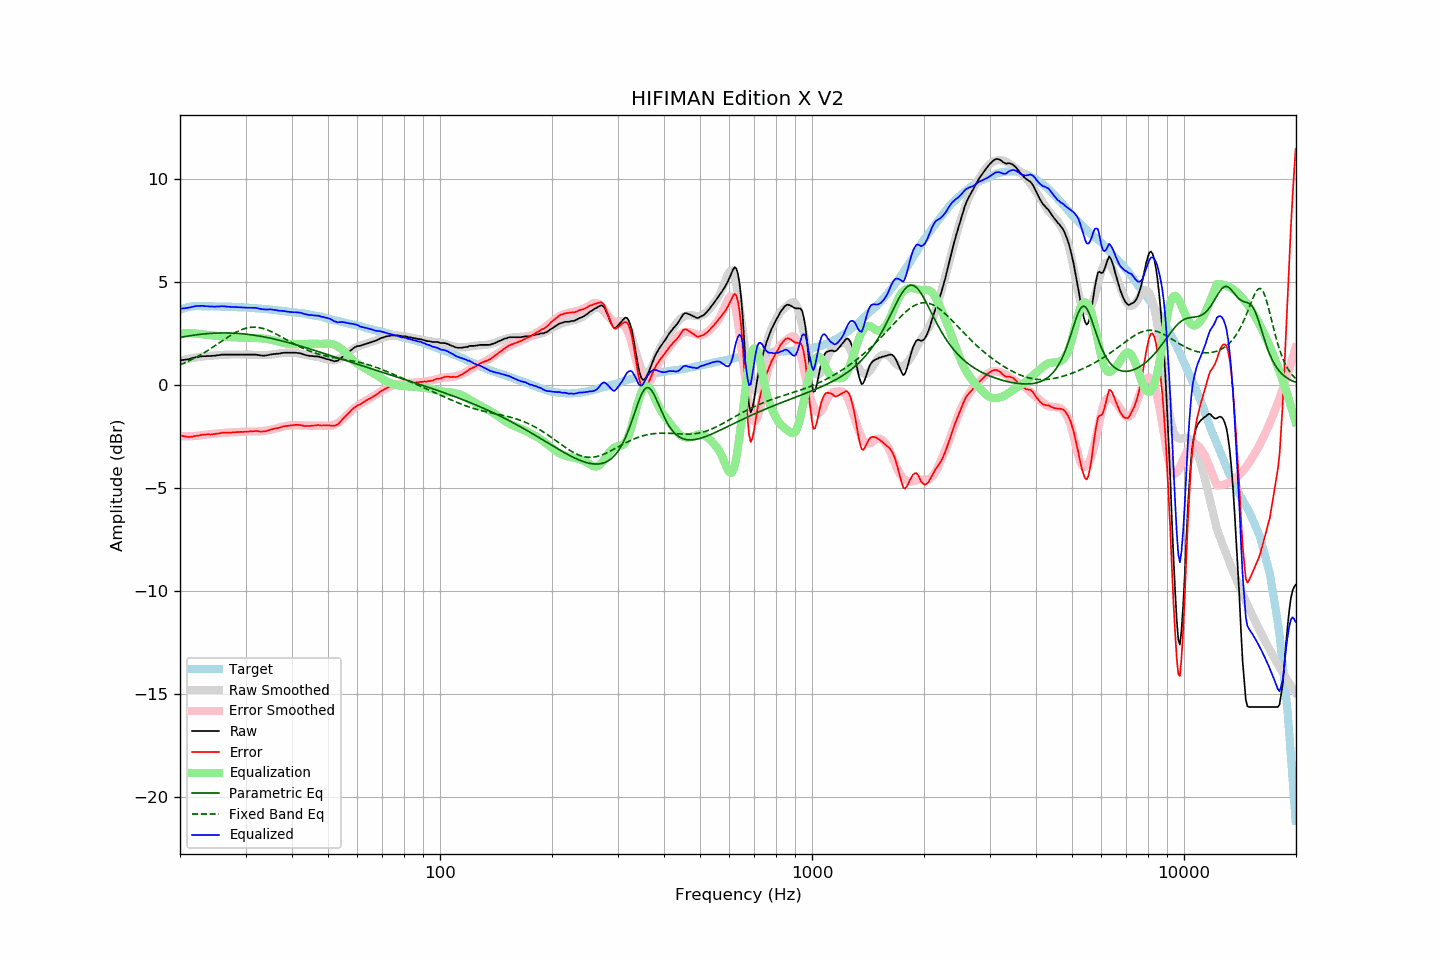 HIFIMAN Edition X V2
Amplitude (dBr)
10
5
0
−5
−10
−15
−20
Target
Raw Smoothed
Error Smoothed
Raw
Error
Equalization
Parametric Eq
Fixed Band Eq
Equalized
100
1000
10000
Frequency (Hz)